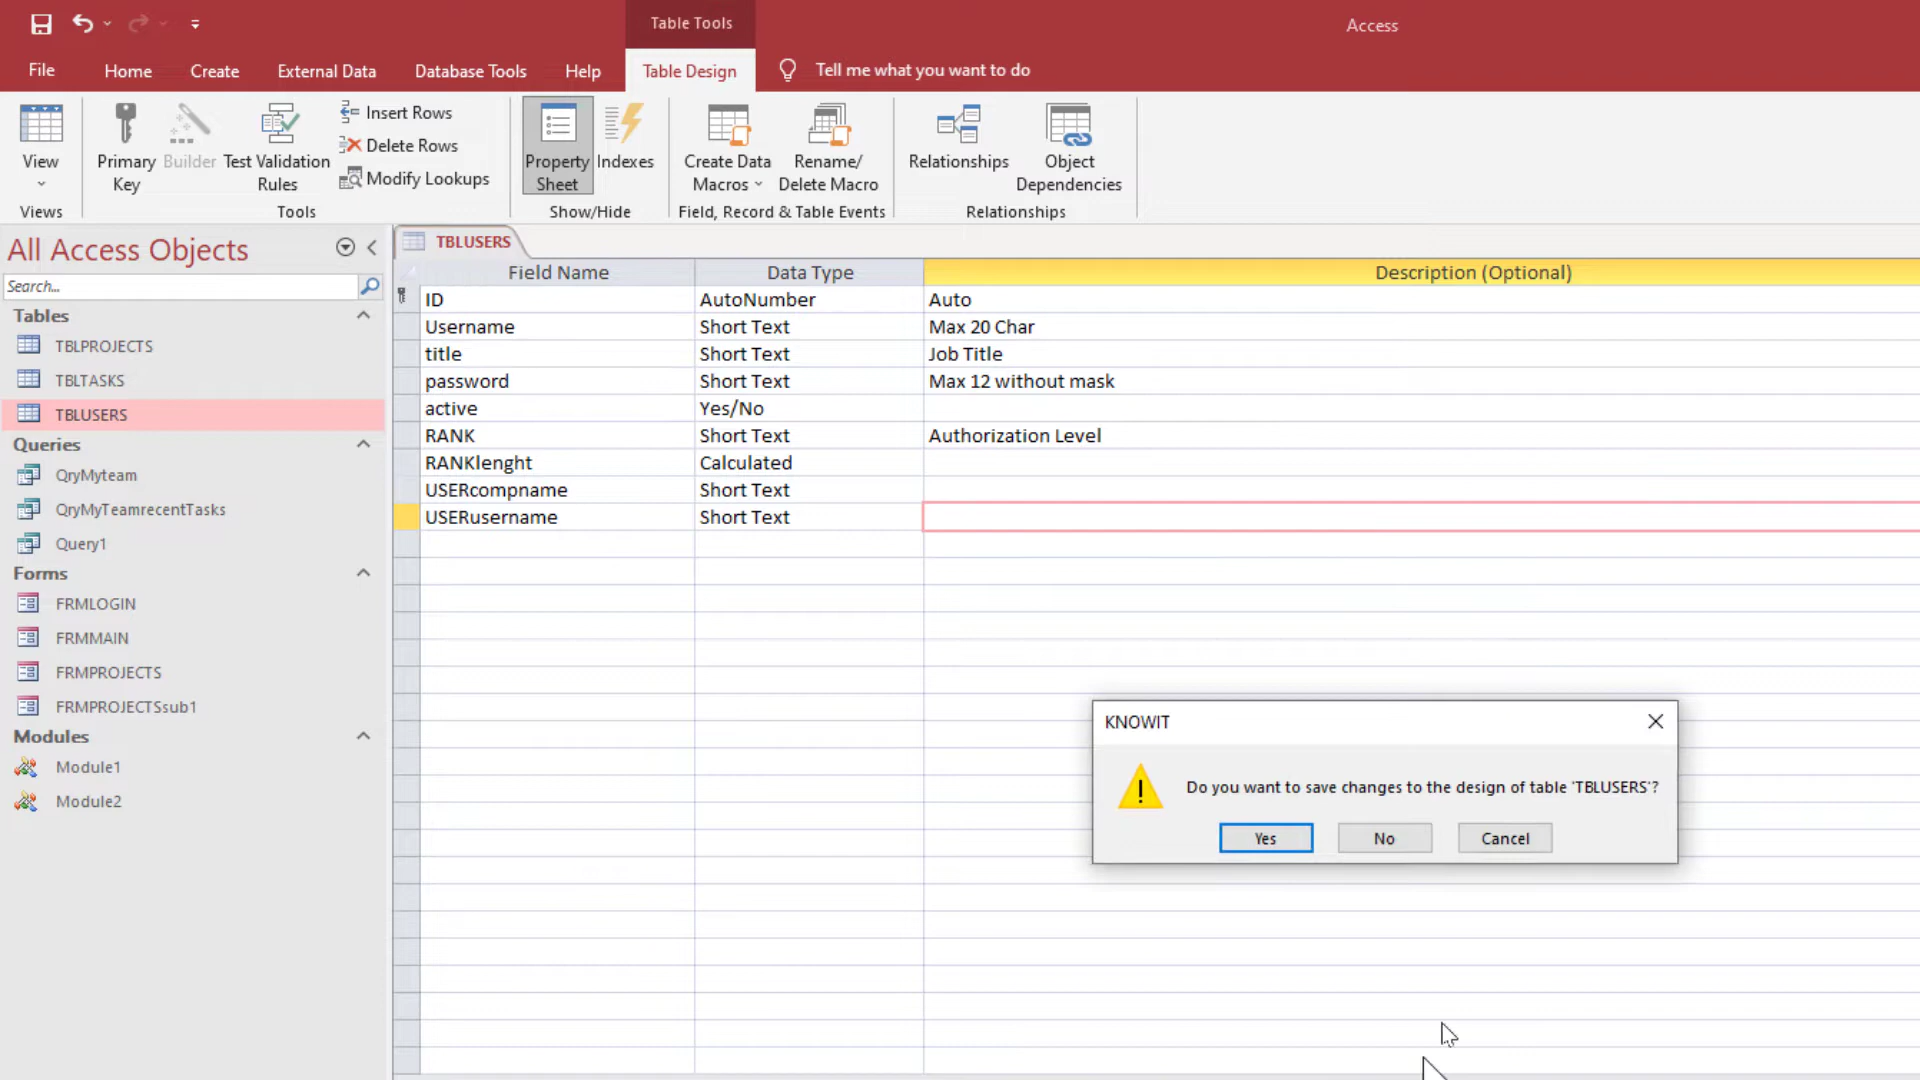 Table Tools
Access
File
Home
Create
External Data
Database Tools
Help
Table Design
Tell me what you want to do
View
Primary
Key
Builder
Test Validation
Rules
Insert Rows
Delete Rows
Modify Lookups
Property
Sheet
Indexes
Create Data
Macros
Rename/
Delete Macro
Relationships
Object
Dependencies
Views
Tools
Show/Hide
Field, Record & Table Events
Relationships
All Access Objects
Search...
Tables
TBLPROJECTS
TBLTASKS
TBLUSERS
Queries
QryMyteam
QryMyTeamrecentTasks
Query1
Forms
FRMLOGIN
FRMMAIN
FRMPROJECTS
FRMPROJECTSsub1
Modules
Module1
Module2
TBLUSERS
Field Name Data Type Description (Optional)
ID AutoNumber Auto
Username Short Text Max 20 Char
title Short Text Job Title
password Short Text Max 12 without mask
active Yes/No
RANK Short Text Authorization Level
RANKlenght Calculated
USERcompname Short Text
USERusername Short Text
KNOWIT
Do you want to save changes to the design of table 'TBLUSERS'?
Yes
No
Cancel